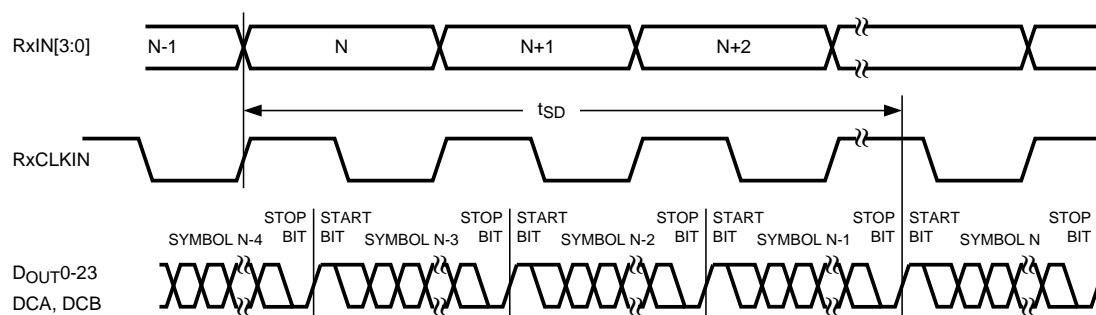 RxIN[3:0] N-1 N N+1 N+2
tSD
RxCLKIN
STOP BIT START BIT STOP BIT START BIT STOP BIT START BIT STOP BIT START BIT STOP BIT
SYMBOL N-4 SYMBOL N-3 SYMBOL N-2 SYMBOL N-1 SYMBOL N
DOUT0-23
DCA, DCB